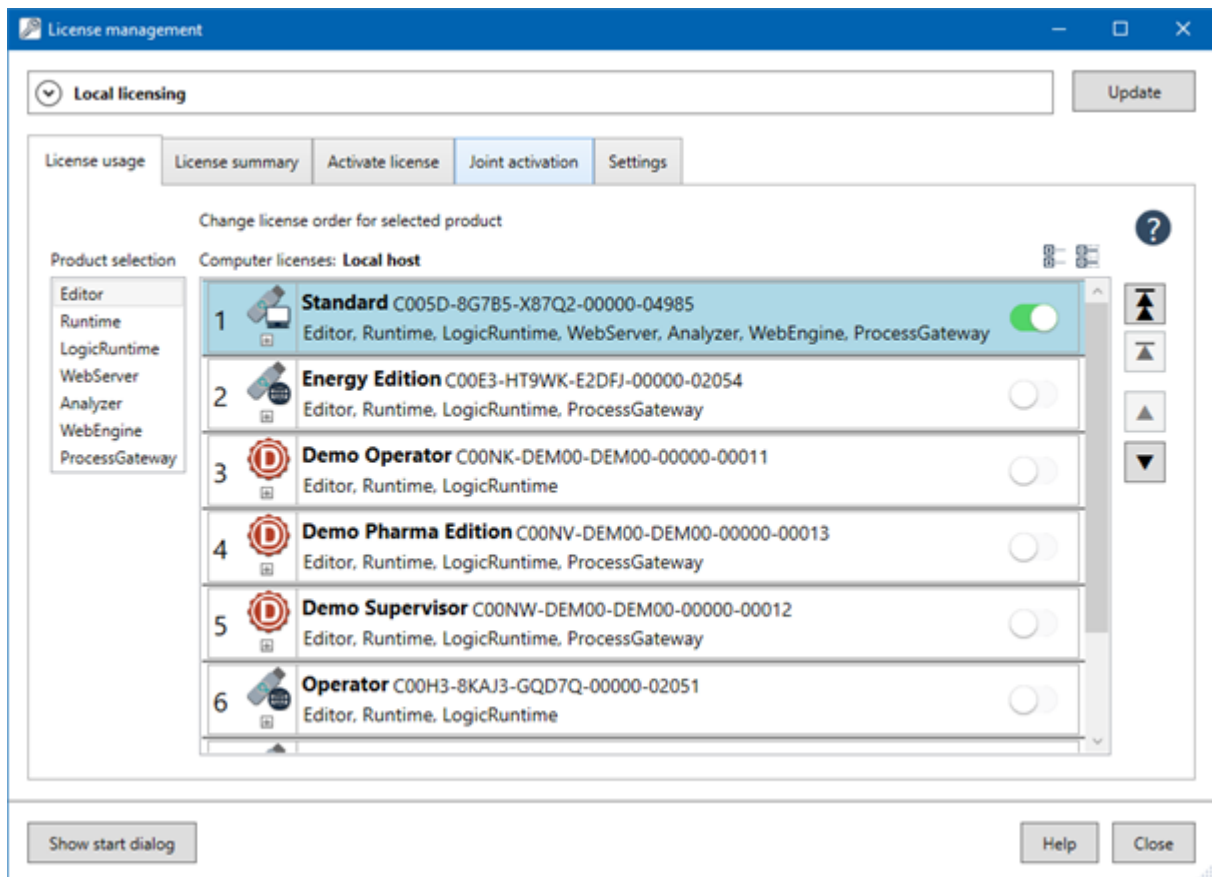 License management
Local licensing
Update
License usage
License summary
Activate license
Joint activation
Settings
Change license order for selected product
?
Product selection
Computer licenses: Local host
Editor
Runtime
LogicRuntime
WebServer
Analyzer
WebEngine
ProcessGateway
1
Standard C005D-8G7B5-X87Q2-00000-04985
Editor, Runtime, LogicRuntime, WebServer, Analyzer, WebEngine, ProcessGateway
2
Energy Edition C00E3-HT9WK-E2DFJ-00000-02054
Editor, Runtime, LogicRuntime, ProcessGateway
3
D
Demo Operator C00NK-DEM00-DEM00-00000-00011
Editor, Runtime, LogicRuntime
4
D
Demo Pharma Edition C00NV-DEM00-DEM00-00000-00013
Editor, Runtime, LogicRuntime, ProcessGateway
5
D
Demo Supervisor C00NW-DEM00-DEM00-00000-00012
Editor, Runtime, LogicRuntime, ProcessGateway
6
Operator C00H3-8KAJ3-GQD7Q-00000-02051
Editor, Runtime, LogicRuntime
Show start dialog
Help
Close